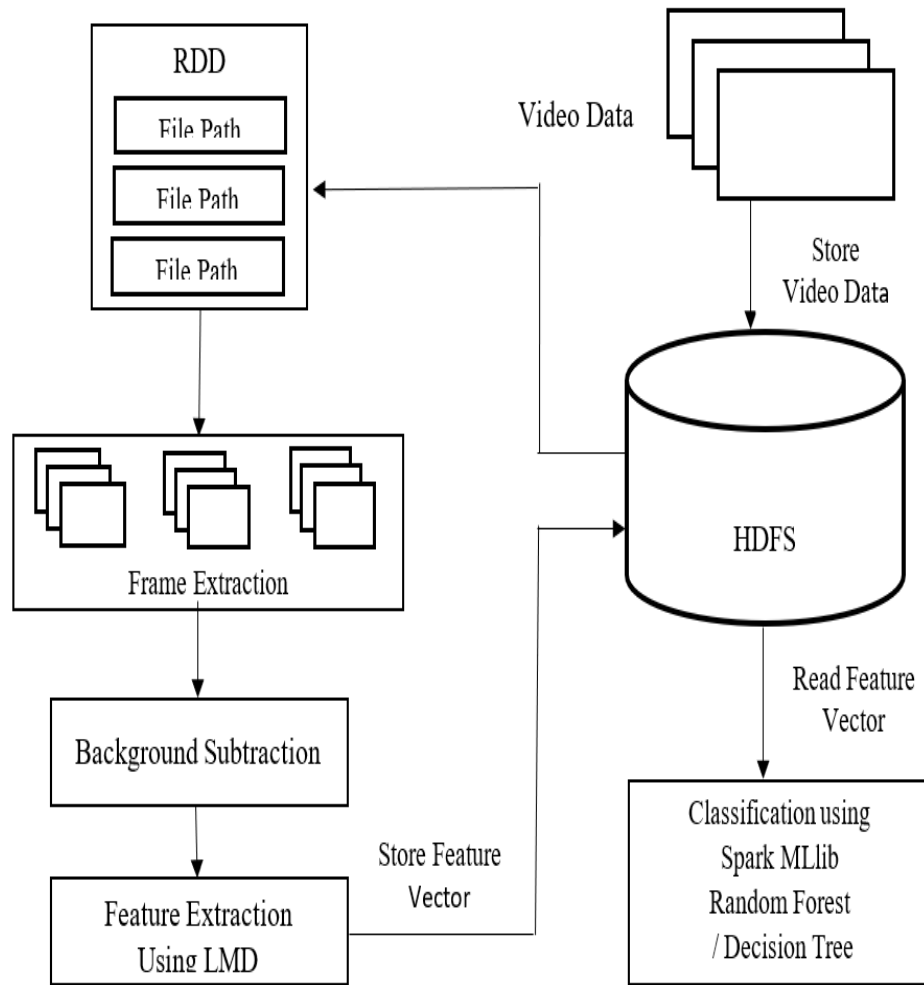 RDD
File Path
File Path
File Path
Video Data
Store
Video Data
Frame Extraction
HDFS
Background Subtraction
Read Feature
Vector
Store Feature
Vector
Feature Extraction
Using LMD
Classification using
Spark MLlib
Random Forest
/ Decision Tree